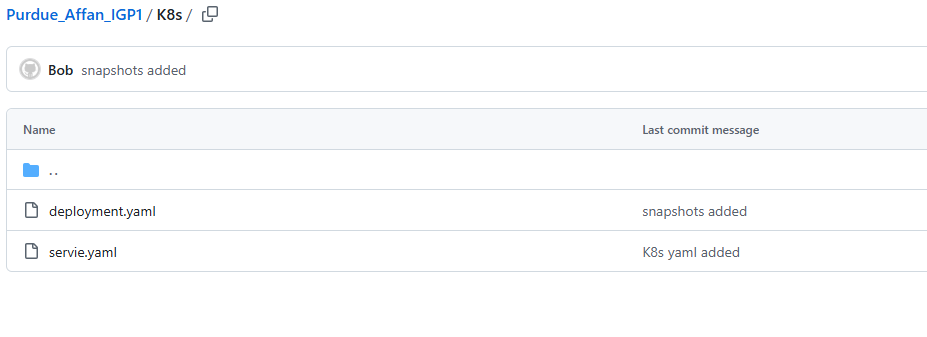 Purdue_Affan_IGP1 / K8s /
Bob snapshots added
Name Last commit message
..
deployment.yaml snapshots added
servie.yaml K8s yaml added